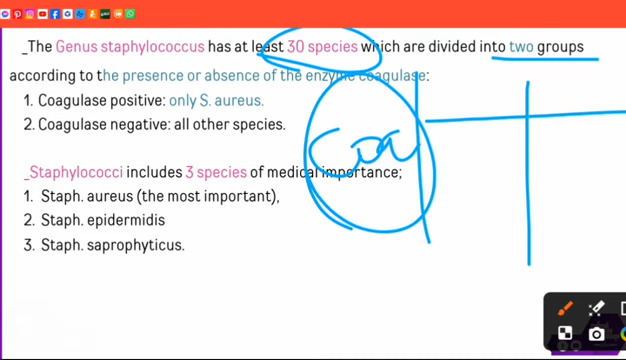 _The Genus staphylococcus has at least 30 species which are divided into two groups
according to the presence or absence of the enzyme coagulase:
1. Coagulase positive: only S. aureus.
2. Coagulase negative: all other species.
Coa
_Staphylococci includes 3 species of medical importance;
1. Staph. aureus (the most important),
2. Staph. epidermidis
3. Staph. saprophyticus.